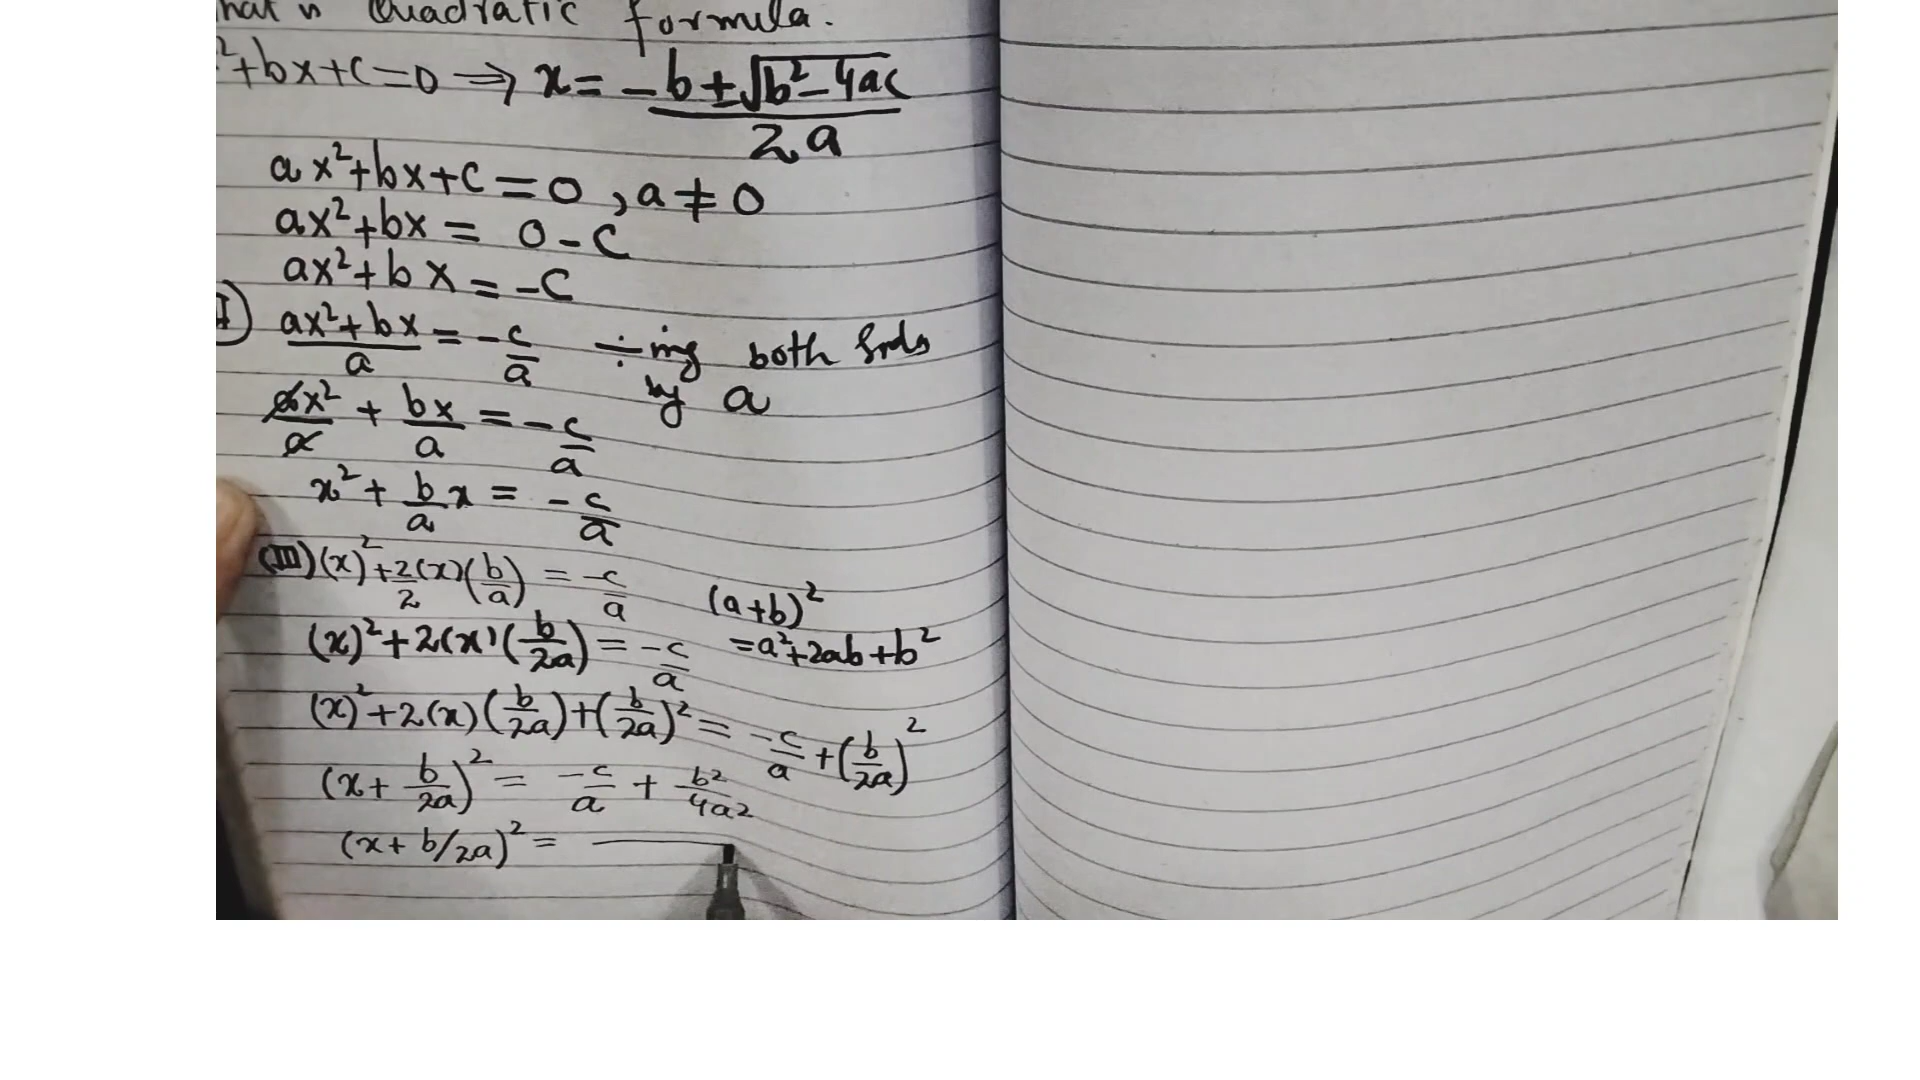 Quadratic formula.
²+bx+c=0 ⇒ x = -b±√b²-4ac / 2a
ax²+bx+c=0, a≠0
ax²+bx = 0-c
ax²+bx = -c
ax²+bx / a = -c/a ÷ing both
by a
ax²/a + bx/a = -c/a
x² + b/a x = -c/a
(III) (x)²+2/2(x)(b/a) = -c/a (a+b)²
(x)²+2(x)(b/2a) = -c/a =a²+2ab+b²
(x)²+2(x)(b/2a)+(b/2a)² = -c/a+(b/2a)²
(x+b/2a)² = -c/a + b²/4a²
(x+b/2a)² =